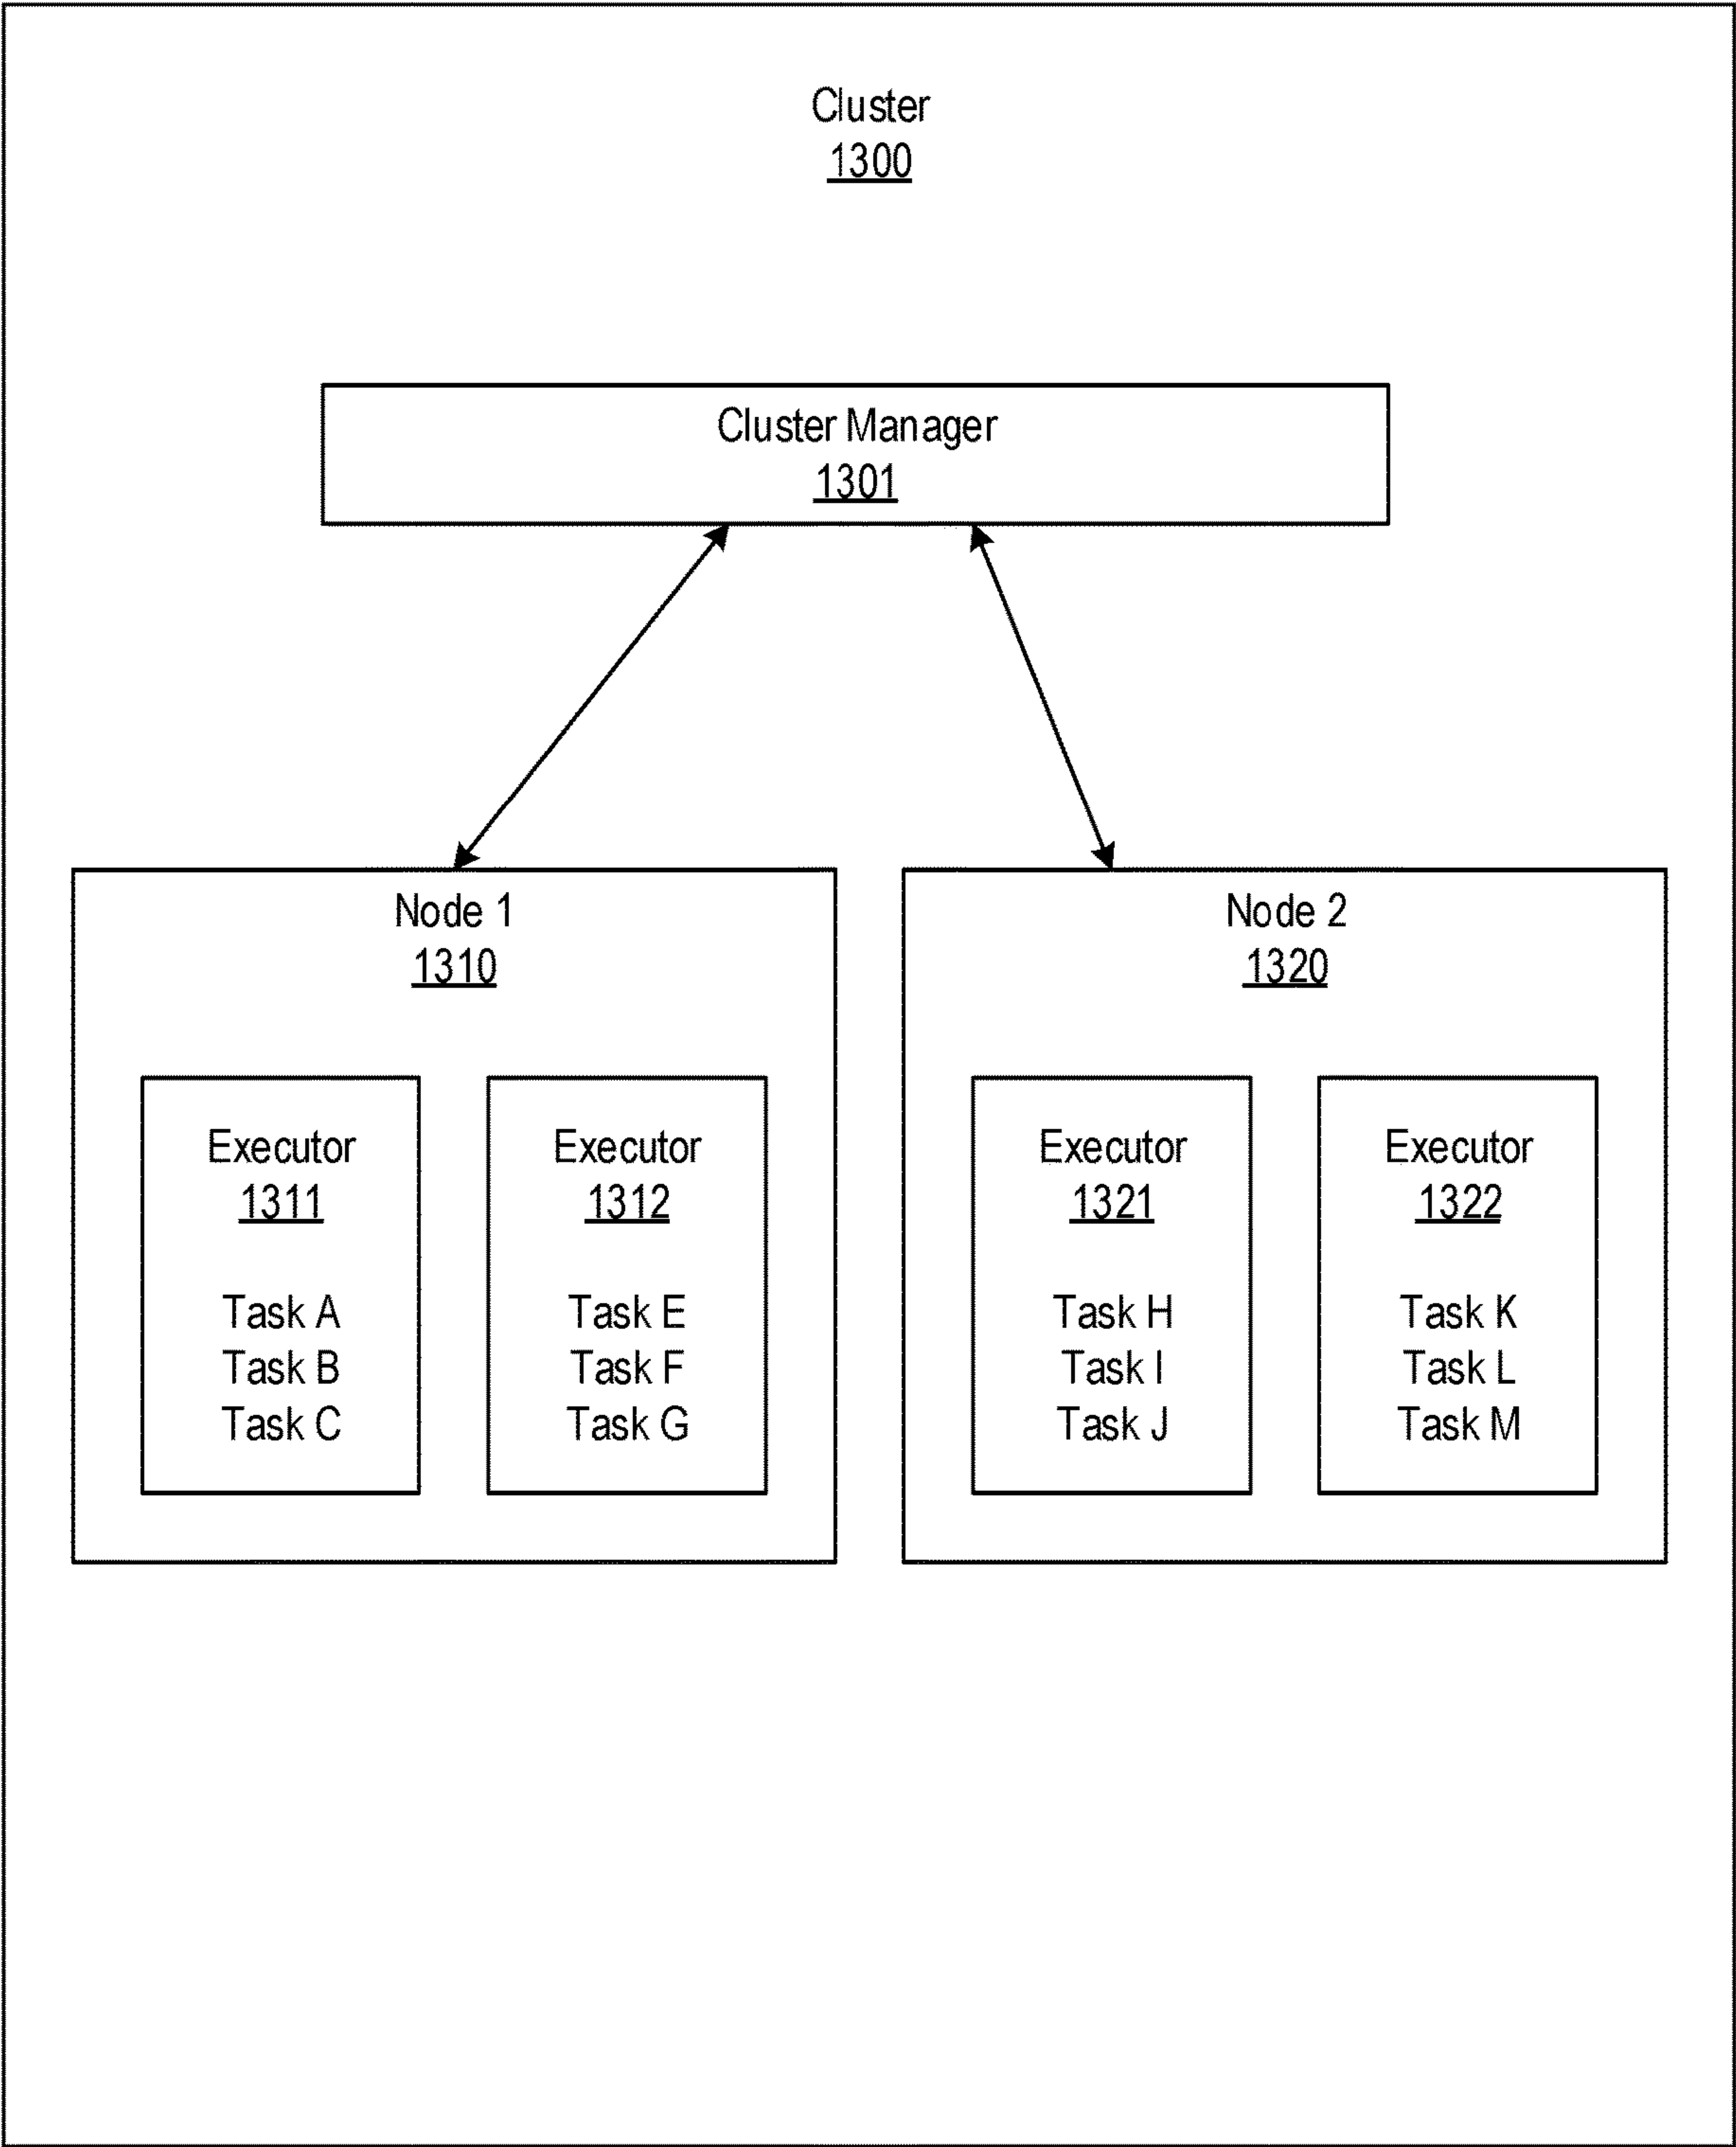 Cluster
1300
Cluster Manager
1301
Node 1
1310
Executor
1311
Task A
Task B
Task C
Executor
1312
Task E
Task F
Task G
Node 2
1320
Executor
1321
Task H
Task I
Task J
Executor
1322
Task K
Task L
Task M